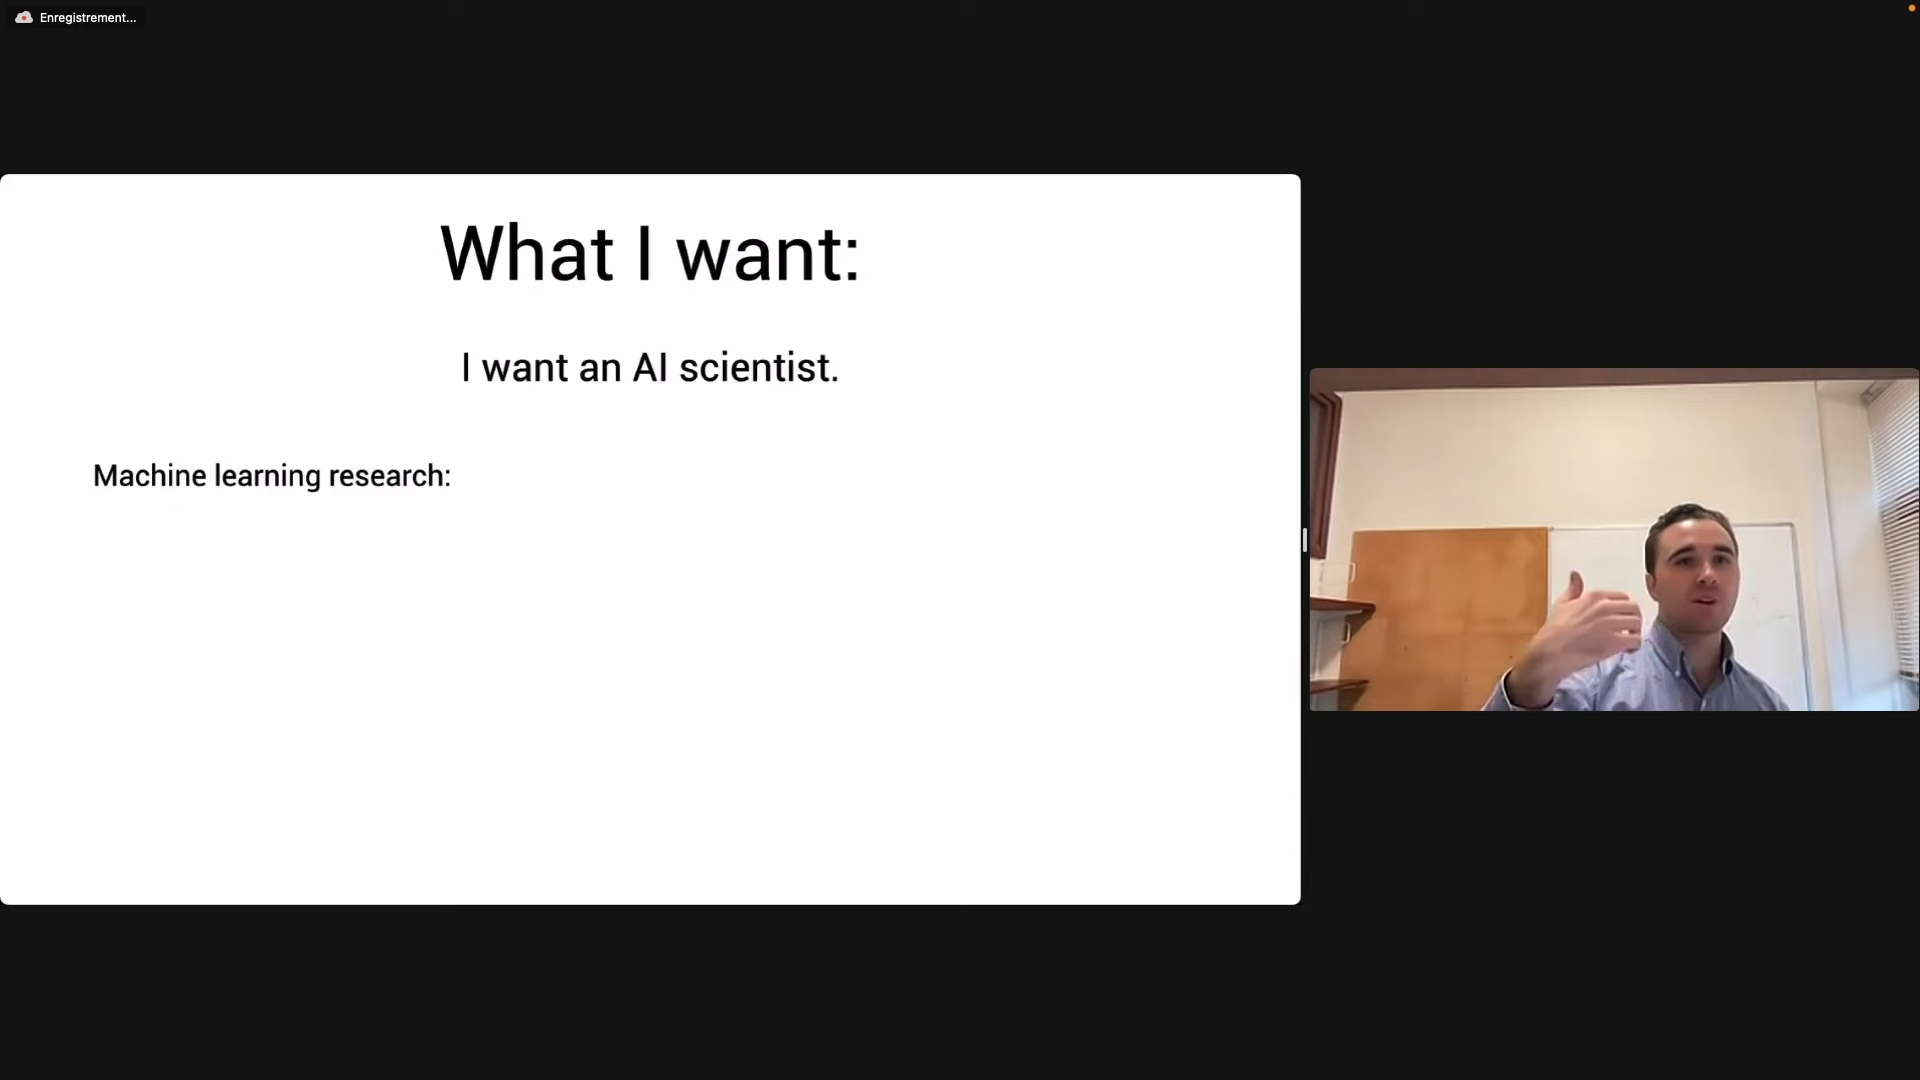 Enregistrement...
What I want:
I want an AI scientist.
Machine learning research: